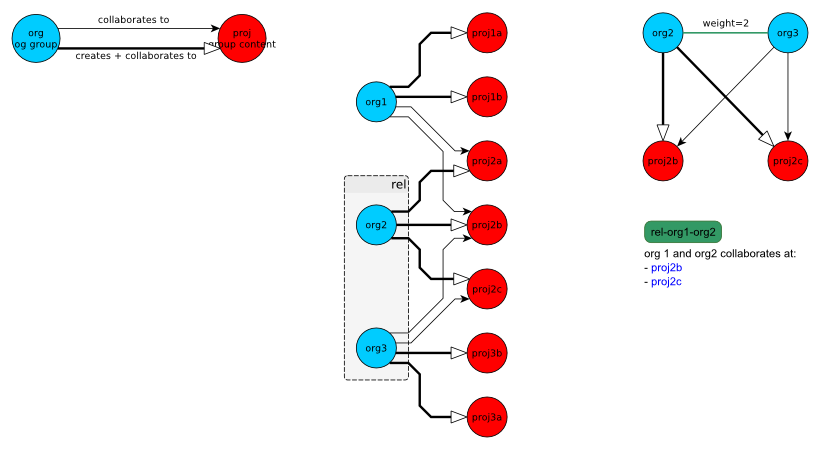 collaborates to
org
og group
proj
group content
creates + collaborates to
proj1a
proj1b
org1
proj2a
rel
org2
proj2b
proj2c
org3
proj3b
proj3a
weight=2
org2
org3
proj2b
proj2c
rel-org1-org2
org 1 and org2 collaborates at:
- proj2b
- proj2c